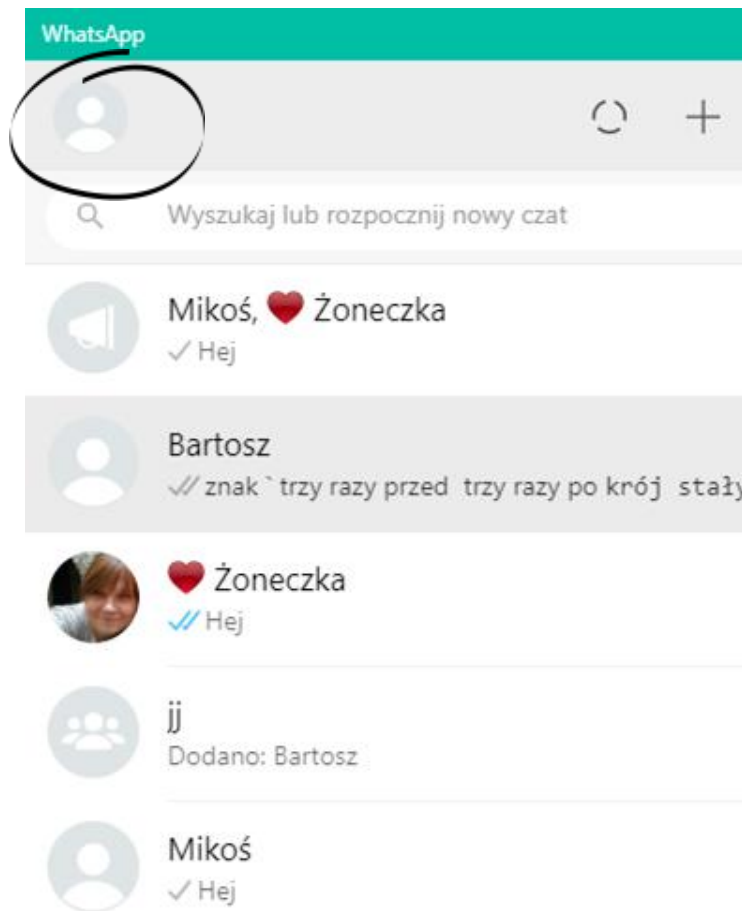 WhatsApp
Wyszukaj lub rozpocznij nowy czat
Mikoś, ❤ Żoneczka
✓ Hej
Bartosz
✓✓ znak ` trzy razy przed trzy razy po krój stały
❤ Żoneczka
✓✓ Hej
jj
Dodano: Bartosz
Mikoś
✓ Hej